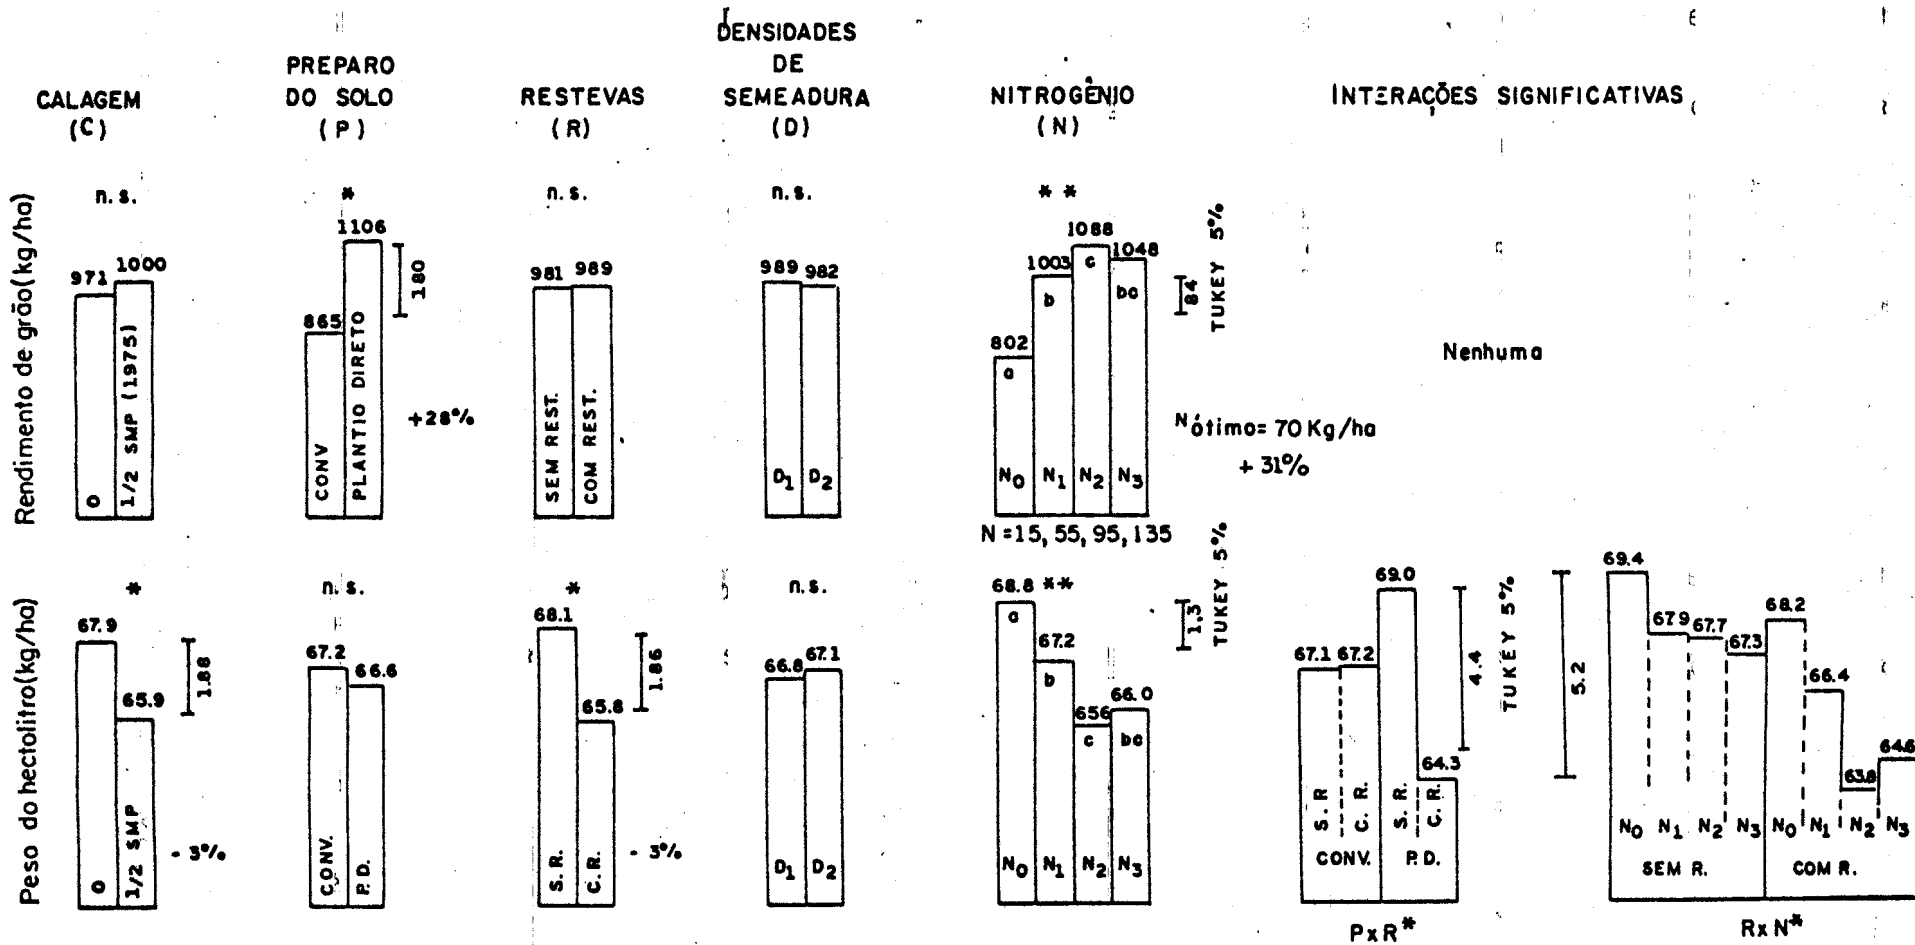 CALAGEM
(C)
PREPARO
DO SOLO
(P)
RESTEVAS
(R)
DENSIDADES
DE
SEMEADURA
(D)
NITROGÊNIO
(N)
INTERAÇÕES SIGNIFICATIVAS
Rendimento de grão(kg/ha)
n.s.
971
1000
0
1/2 SMP (1975)
*
865
1106
180
CONV
PLANTIO DIRETO
+28%
n.s.
981
989
SEM REST.
COM REST.
n.s.
989
982
D1
D2
**
802
1003
1088
1048
a
b
c
bc
84
TUKEY 5%
N0
N1
N2
N3
N =15, 55, 95, 135
Nótimo= 70 Kg/ha
+ 31%
Nenhuma
Peso do hectolitro(kg/ha)
*
67.9
65.9
1.88
0
1/2 SMP
- 3%
n.s.
67.2
66.6
CONV.
P.D.
*
68.1
65.8
1.86
S.R.
C.R.
- 3%
n.s.
66.8
67.1
D1
D2
68.8 **
67.2
656
66.0
a
b
c
bc
1.3
TUKEY 5%
N0
N1
N2
N3
67.1
67.2
69.0
64.3
4.4
TUKEY 5%
S. R
C. R.
S. R.
C. R.
CONV.
P.D.
PxR*
5.2
69.4
67.9
67.7
67.3
68.2
66.4
63.8
64.6
N0
N1
N2
N3
N0
N1
N2
N3
SEM R.
COM R.
RxN*